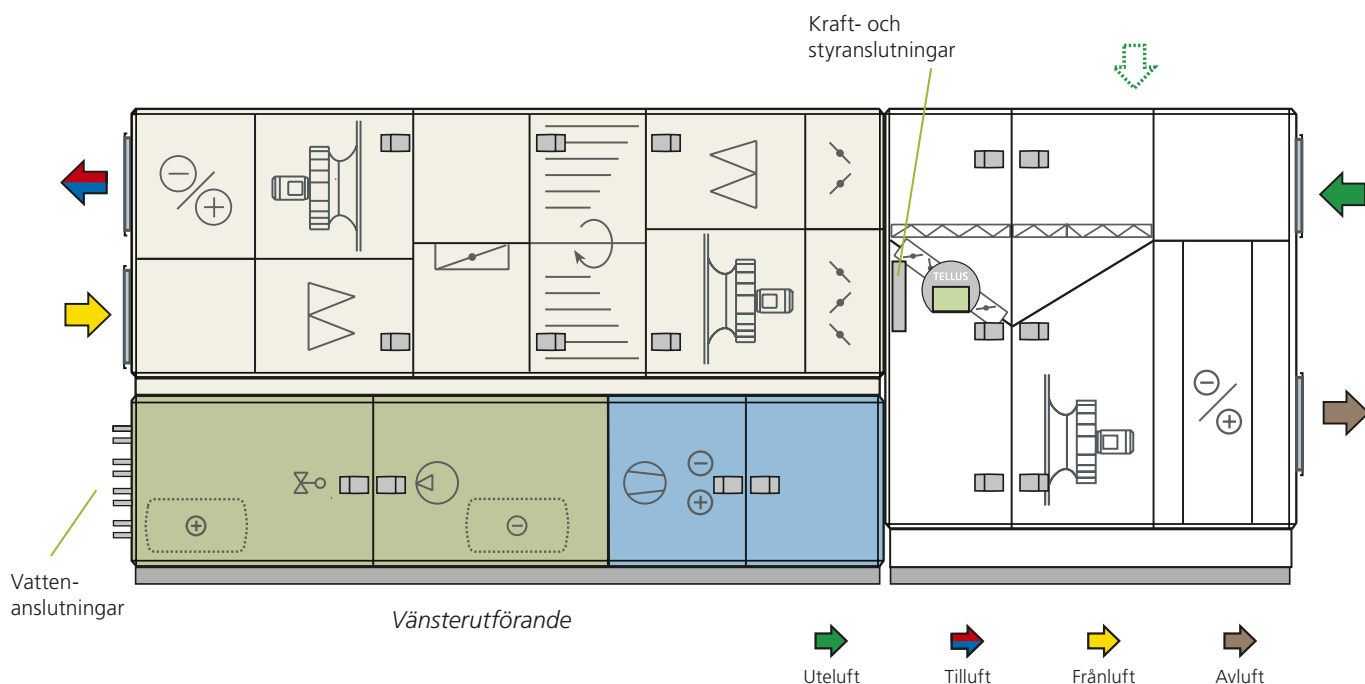 Kraft- och
styranslutningar
TELLUS
Vatten-
anslutningar
Vänsterutförande
Uteluft
Tilluft
Frånluft
Avluft